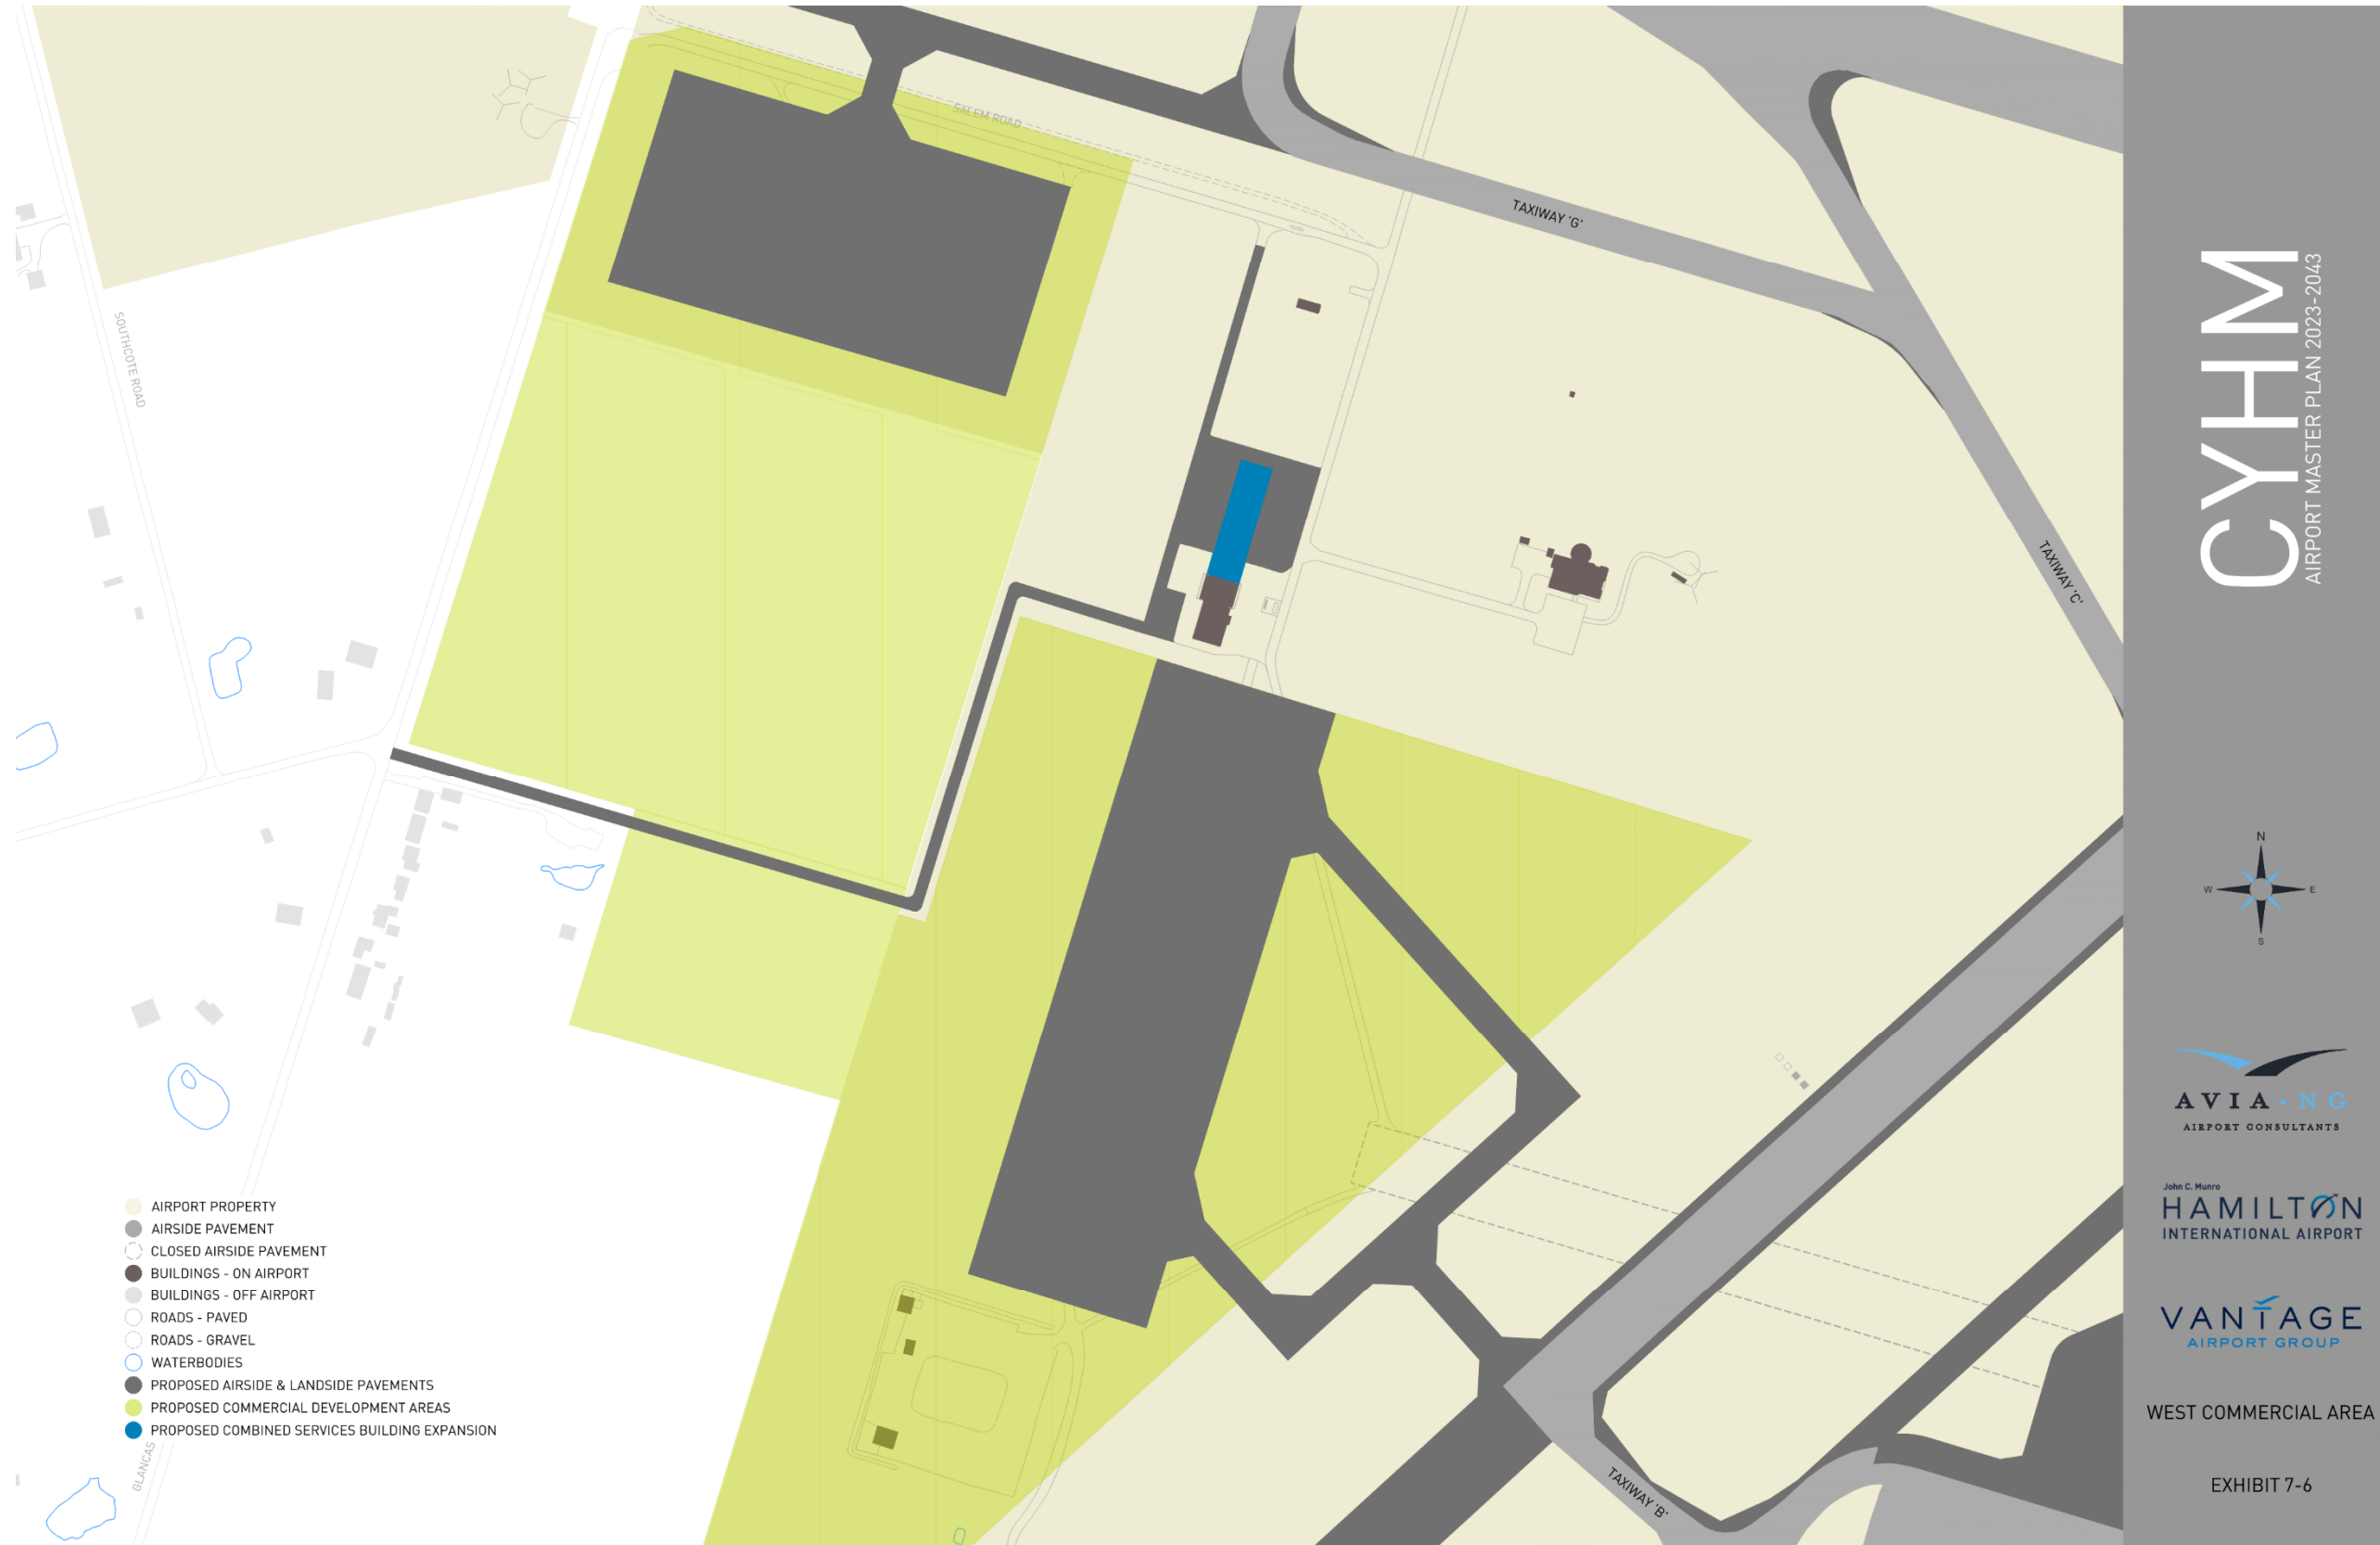 SALEM ROAD
TAXIWAY 'G'
SOUTHCOTE ROAD
TAXIWAY 'C'
TAXIWAY 'B'
GLANCAS
AIRPORT PROPERTY
AIRSIDE PAVEMENT
CLOSED AIRSIDE PAVEMENT
BUILDINGS - ON AIRPORT
BUILDINGS - OFF AIRPORT
ROADS - PAVED
ROADS - GRAVEL
WATERBODIES
PROPOSED AIRSIDE & LANDSIDE PAVEMENTS
PROPOSED COMMERCIAL DEVELOPMENT AREAS
PROPOSED COMBINED SERVICES BUILDING EXPANSION
CYHM
AIRPORT MASTER PLAN 2023-2043
N
W E
S
AVIA·NG
AIRPORT CONSULTANTS
John C. Munro
HAMILTON
INTERNATIONAL AIRPORT
VANTAGE
AIRPORT GROUP
WEST COMMERCIAL AREA
EXHIBIT 7-6